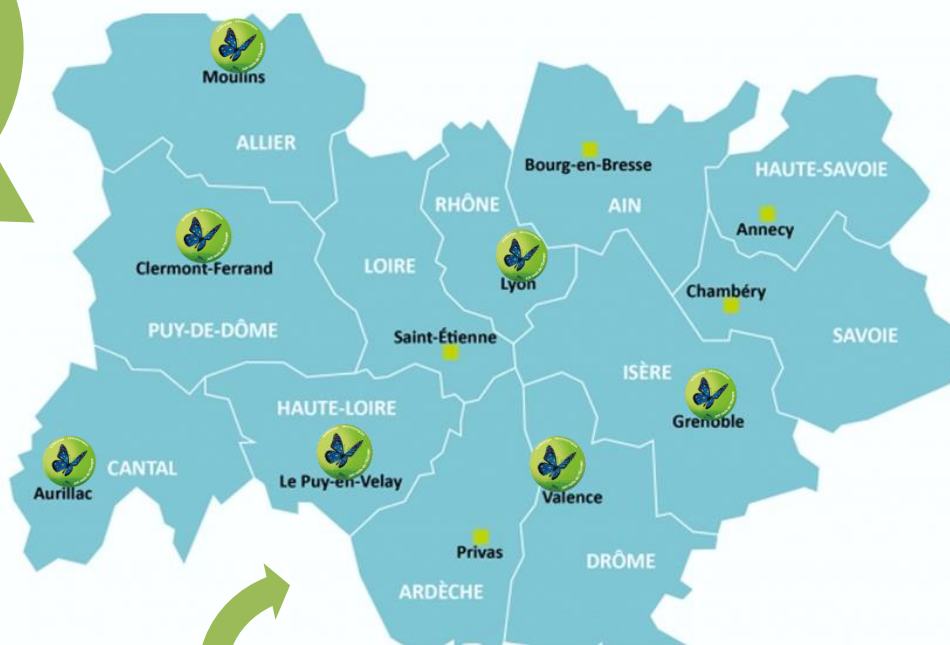 Moulins
ALLIER
Bourg-en-Bresse
HAUTE-SAVOIE
RHÔNE
AIN
Annecy
Clermont-Ferrand
LOIRE
Lyon
Chambéry
PUY-DE-DÔME
Saint-Étienne
SAVOIE
ISÈRE
HAUTE-LOIRE
Grenoble
CANTAL
Le Puy-en-Velay
Aurillac
Valence
Privas
DRÔME
ARDÈCHE